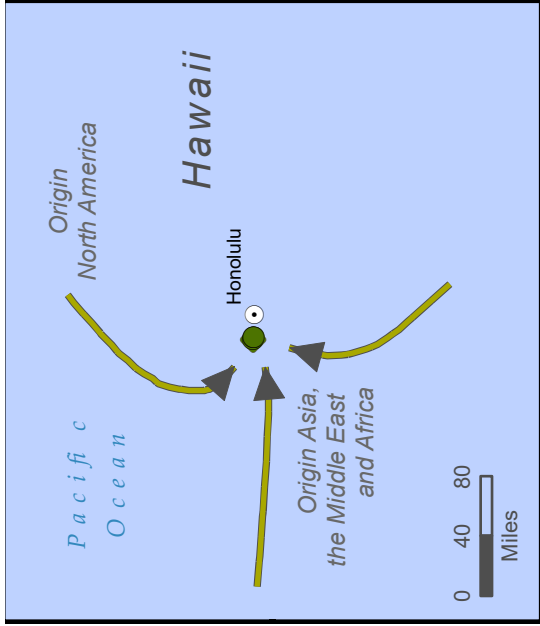 Origin
North America
Hawaii
Honolulu
Pacific
Ocean
Origin Asia,
the Middle East
and Africa
0 40 80
Miles